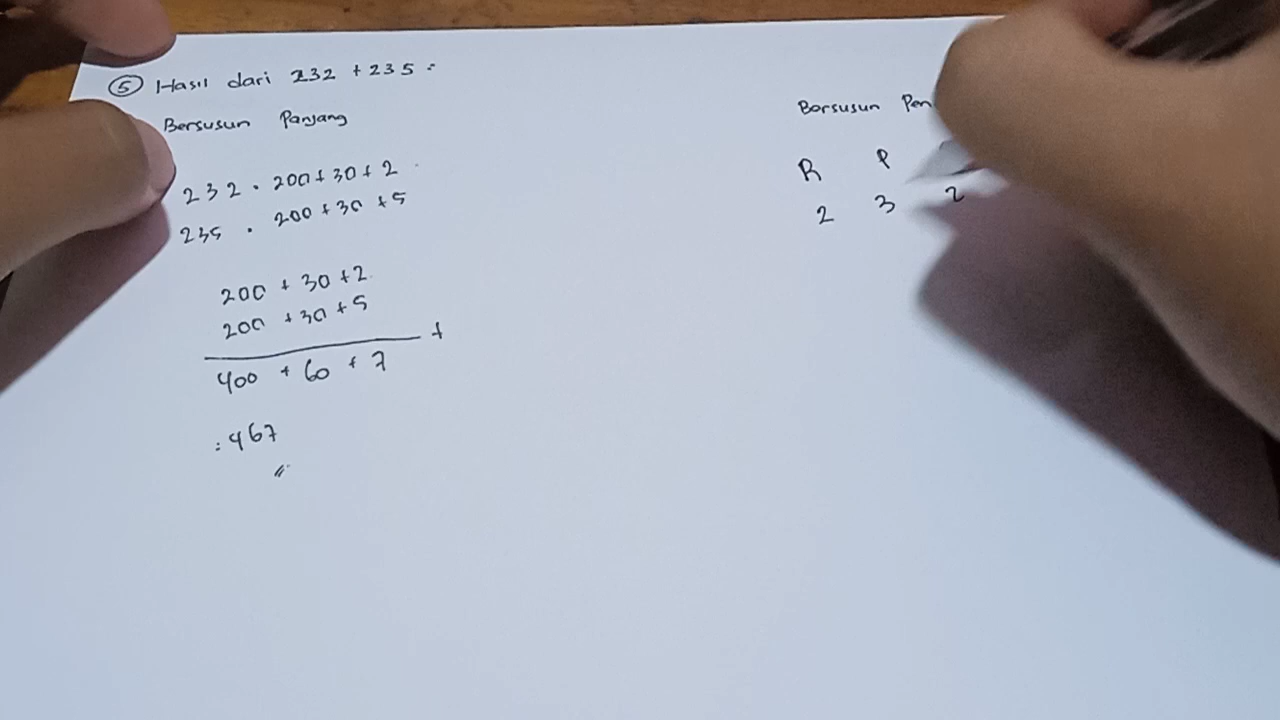 5 Hasil dari 232 + 235 =
Bersusun Panjang
232 = 200 + 30 + 2
235 = 200 + 30 + 5
200 + 30 + 2
200 + 30 + 5
+
400 + 60 + 7
= 467
Bersusun
R P
2 3 2